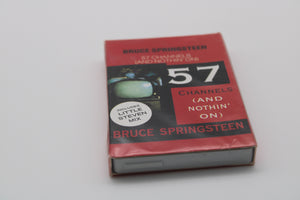 BRUCE SPRINGSTEEN
57 CHANNELS
(AND NOTHIN' ON)
57
CHANNELS
(AND
NOTHIN'
ON)
INCLUDES
LITTLE
STEVEN
MIX
BRUCE SPRINGSTEEN